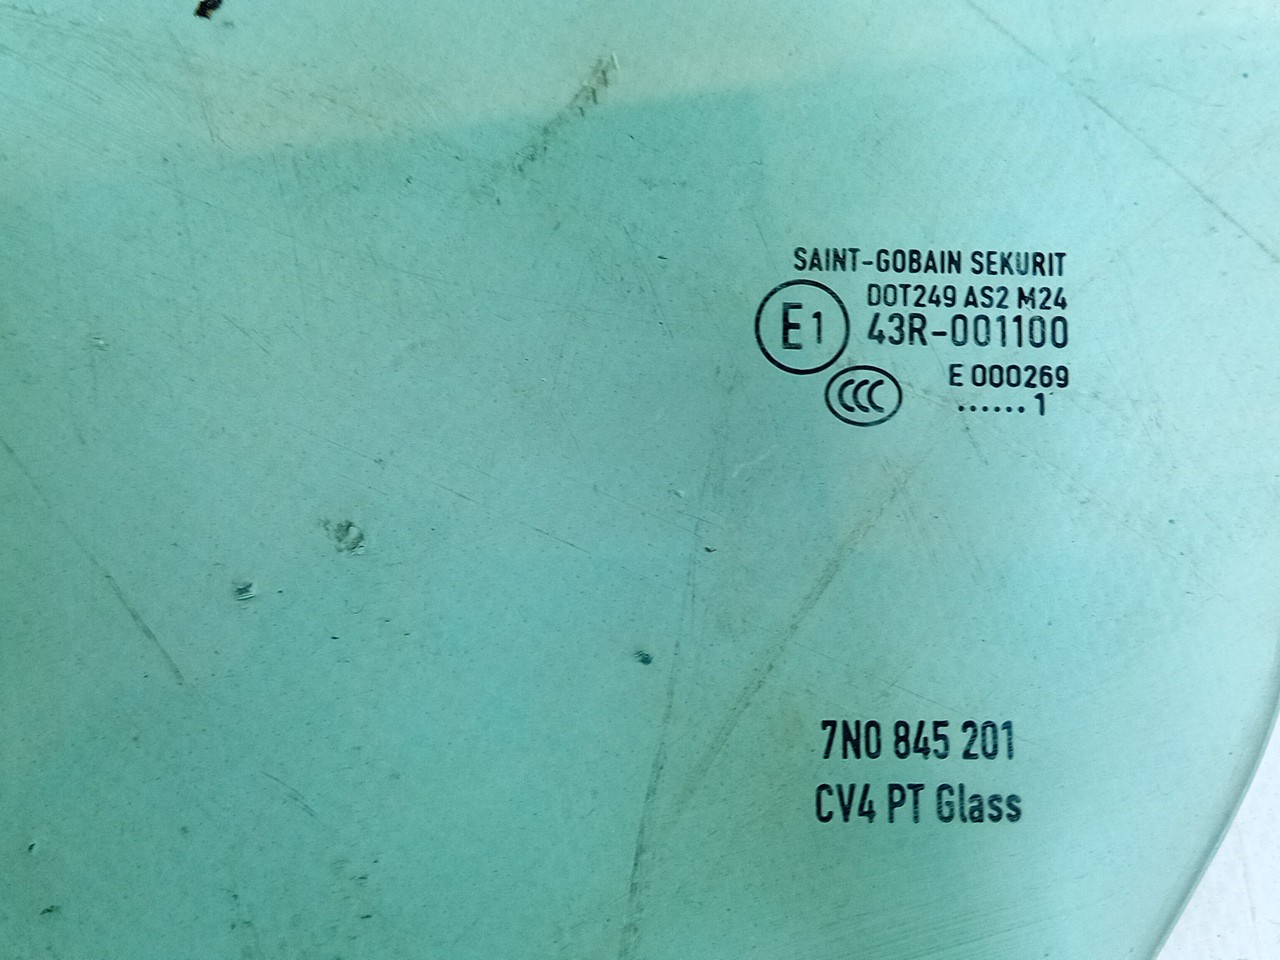 SAINT-GOBAIN SEKURIT
DOT249 AS2 M24
E1 43R-001100
CCC E 000269
......1
7N0 845 201
CV4 PT Glass